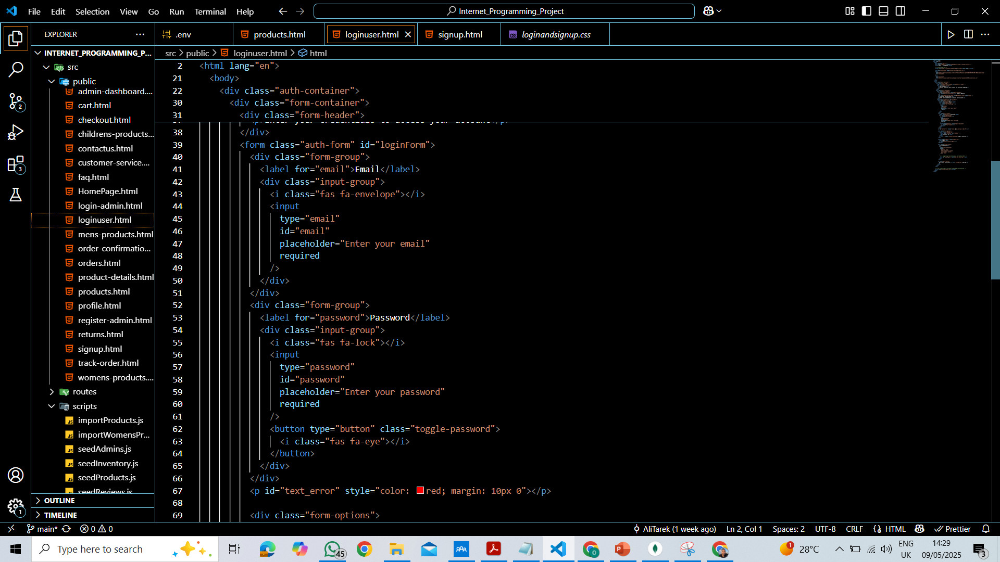 File Edit Selection View Go Run Terminal Help
Internet_Programming_Project
EXPLORER
.env
products.html
loginuser.html
signup.html
loginandsignup.css
INTERNET_PROGRAMMING_P...
src
public
admin-dashboard....
cart.html
checkout.html
childrens-products...
contactus.html
customer-service....
faq.html
HomePage.html
login-admin.html
loginuser.html
mens-products.html
order-confirmatio...
orders.html
product-details.html
products.html
profile.html
register-admin.html
returns.html
signup.html
track-order.html
womens-products....
routes
scripts
importProducts.js
importWomensPr...
seedAdmins.js
seedInventory.js
seedProducts.js
seedReviews.js
OUTLINE
TIMELINE
src > public > loginuser.html > html
2 <html lang="en">
21 <body>
22 <div class="auth-container">
30 <div class="form-container">
31 <div class="form-header">
38 </div>
39 <form class="auth-form" id="loginForm">
40 <div class="form-group">
41 <label for="email">Email</label>
42 <div class="input-group">
43 <i class="fas fa-envelope"></i>
44 <input
45 type="email"
46 id="email"
47 placeholder="Enter your email"
48 required
49 />
50 </div>
51 </div>
52 <div class="form-group">
53 <label for="password">Password</label>
54 <div class="input-group">
55 <i class="fas fa-lock"></i>
56 <input
57 type="password"
58 id="password"
59 placeholder="Enter your password"
60 required
61 />
62 <button type="button" class="toggle-password">
63 <i class="fas fa-eye"></i>
64 </button>
65 </div>
66 </div>
67 <p id="text_error" style="color: red; margin: 10px 0"></p>
68
69 <div class="form-options">
2
3
1
main* 0 0
AliTarek (1 week ago) Ln 2, Col 1 Spaces: 2 UTF-8 CRLF HTML Prettier
Type here to search
45
1
28°C
ENG
UK
14:29
09/05/2025
3